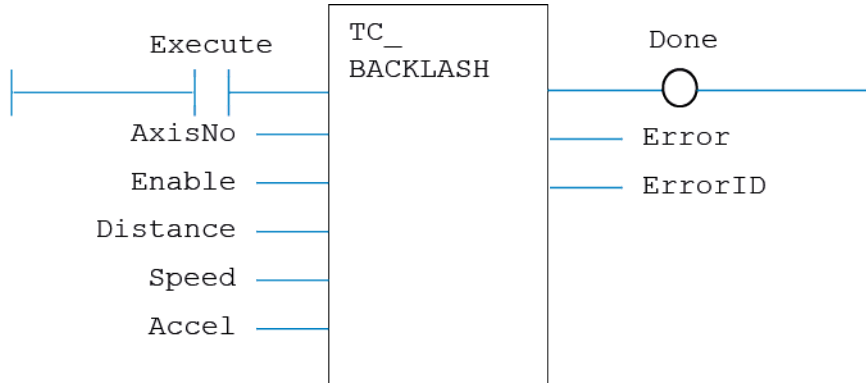 Execute
TC_
BACKLASH
Done
AxisNo
Error
Enable
ErrorID
Distance
Speed
Accel